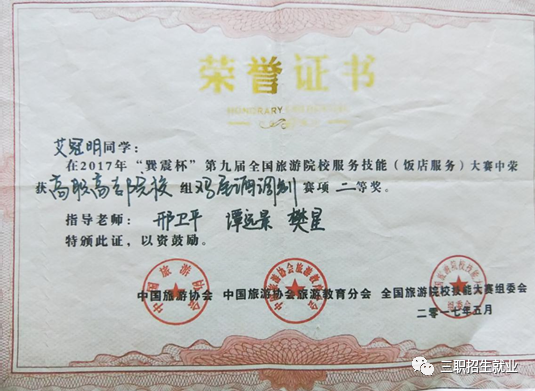 荣誉证书
HONORARY
艾冠明同学：
在2017年“巽震杯”第九届全国旅游院校服务技能（饭店服务）大赛中荣
获高职高专院校组鸡尾酒调制赛项二等奖。
指导老师：邢卫平 谭远景 樊星
特颁此证，以资鼓励。
中国旅游协会 中国旅游协会旅游教育分会 全国旅游院校技能大赛组委会
二〇一七年五月
三职招生就业